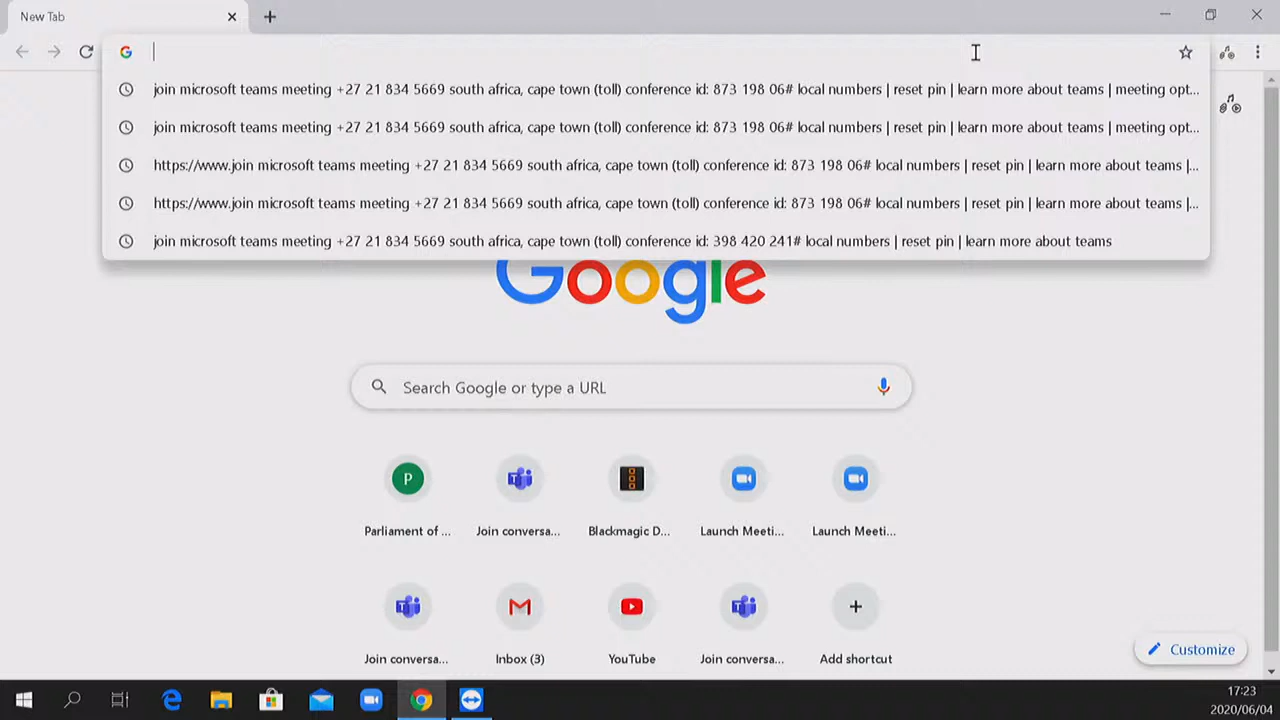 New Tab
join microsoft teams meeting +27 21 834 5669 south africa, cape town (toll) conference id: 873 198 06# local numbers | reset pin | learn more about teams | meeting opt...
join microsoft teams meeting +27 21 834 5669 south africa, cape town (toll) conference id: 873 198 06# local numbers | reset pin | learn more about teams | meeting opt...
https://www.join microsoft teams meeting +27 21 834 5669 south africa, cape town (toll) conference id: 873 198 06# local numbers | reset pin | learn more about teams |...
https://www.join microsoft teams meeting +27 21 834 5669 south africa, cape town (toll) conference id: 873 198 06# local numbers | reset pin | learn more about teams |...
join microsoft teams meeting +27 21 834 5669 south africa, cape town (toll) conference id: 398 420 241# local numbers | reset pin | learn more about teams
Google
Search Google or type a URL
P
Parliament of ... Join conversa... Blackmagic D... Launch Meeti... Launch Meeti...
Join conversa... Inbox (3) YouTube Join conversa... Add shortcut
Customize
17:23
2020/06/04